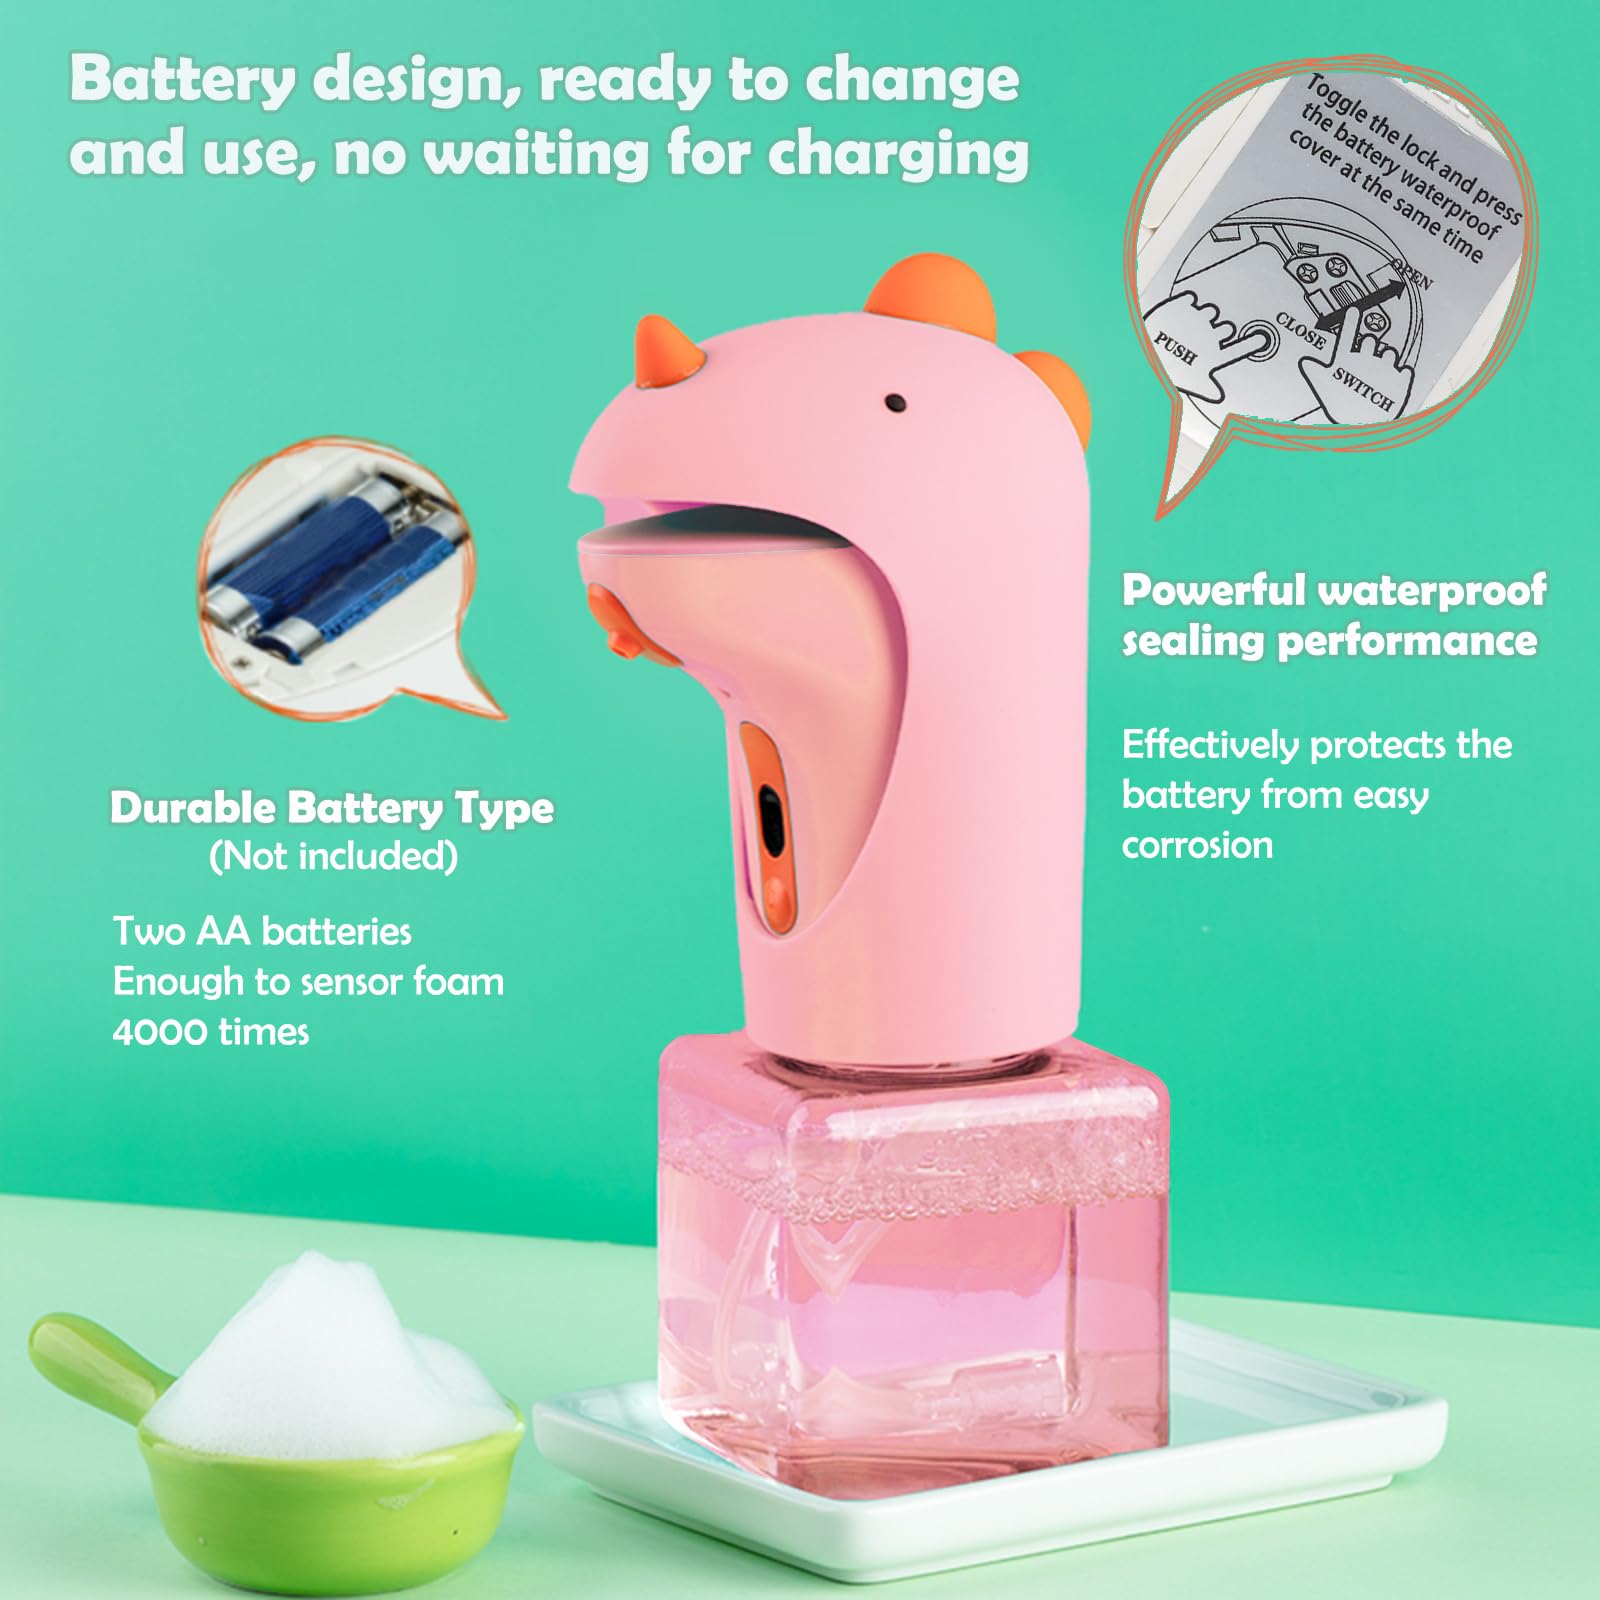 Battery design, ready to change
and use, no waiting for charging
Toggle the lock and press
the battery waterproof
cover at the same time
OPEN
CLOSE
PUSH
SWITCH
Powerful waterproof
sealing performance
Effectively protects the
battery from easy
corrosion
Durable Battery Type
(Not included)
Two AA batteries
Enough to sensor foam
4000 times